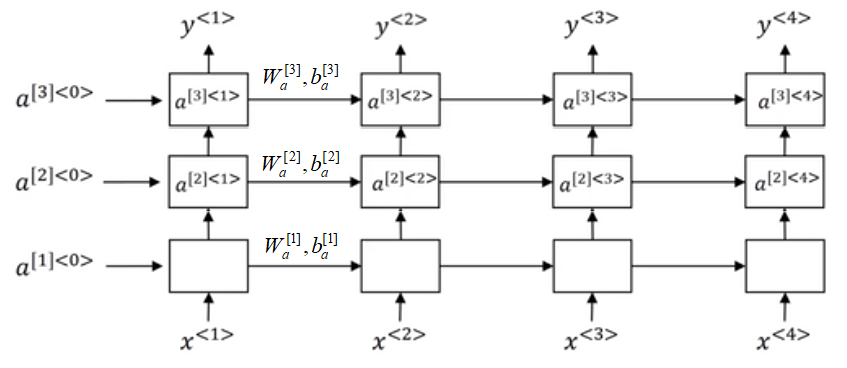 y<1> y<2> y<3> y<4>
W_a^[3], b_a^[3]
a^[3]<0> a^[3]<1> a^[3]<2> a^[3]<3> a^[3]<4>
W_a^[2], b_a^[2]
a^[2]<0> a^[2]<1> a^[2]<2> a^[2]<3> a^[2]<4>
W_a^[1], b_a^[1]
a^[1]<0>
x<1> x<2> x<3> x<4>